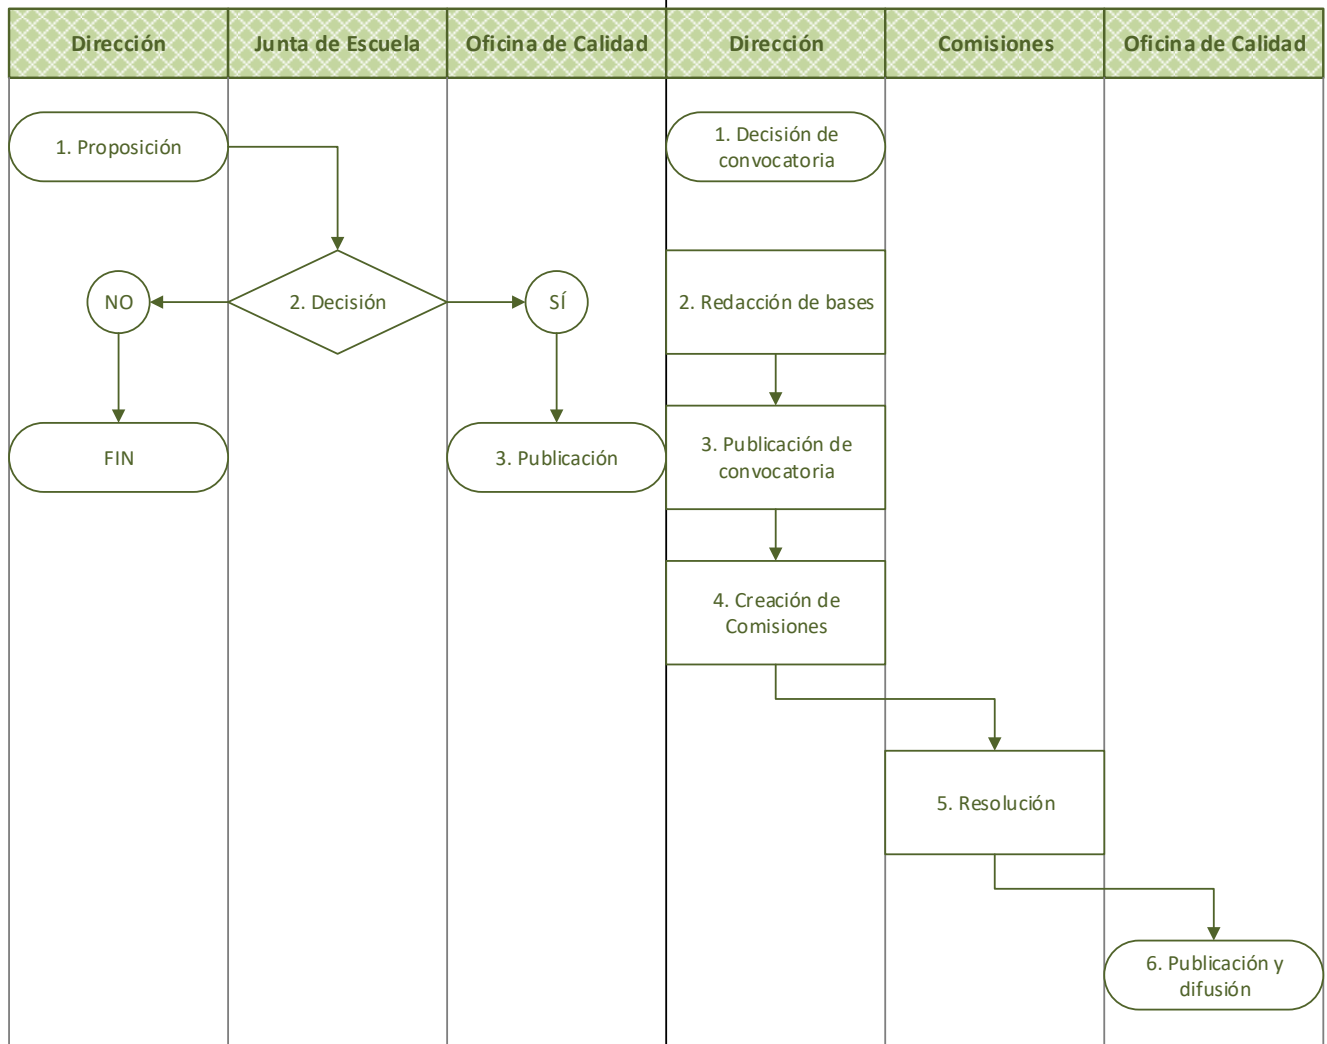 Dirección
Junta de Escuela
Oficina de Calidad
Dirección
Comisiones
Oficina de Calidad
1. Proposición
1. Decisión de
convocatoria
NO
2. Decisión
SÍ
2. Redacción de bases
FIN
3. Publicación
3. Publicación de
convocatoria
4. Creación de
Comisiones
5. Resolución
6. Publicación y
difusión